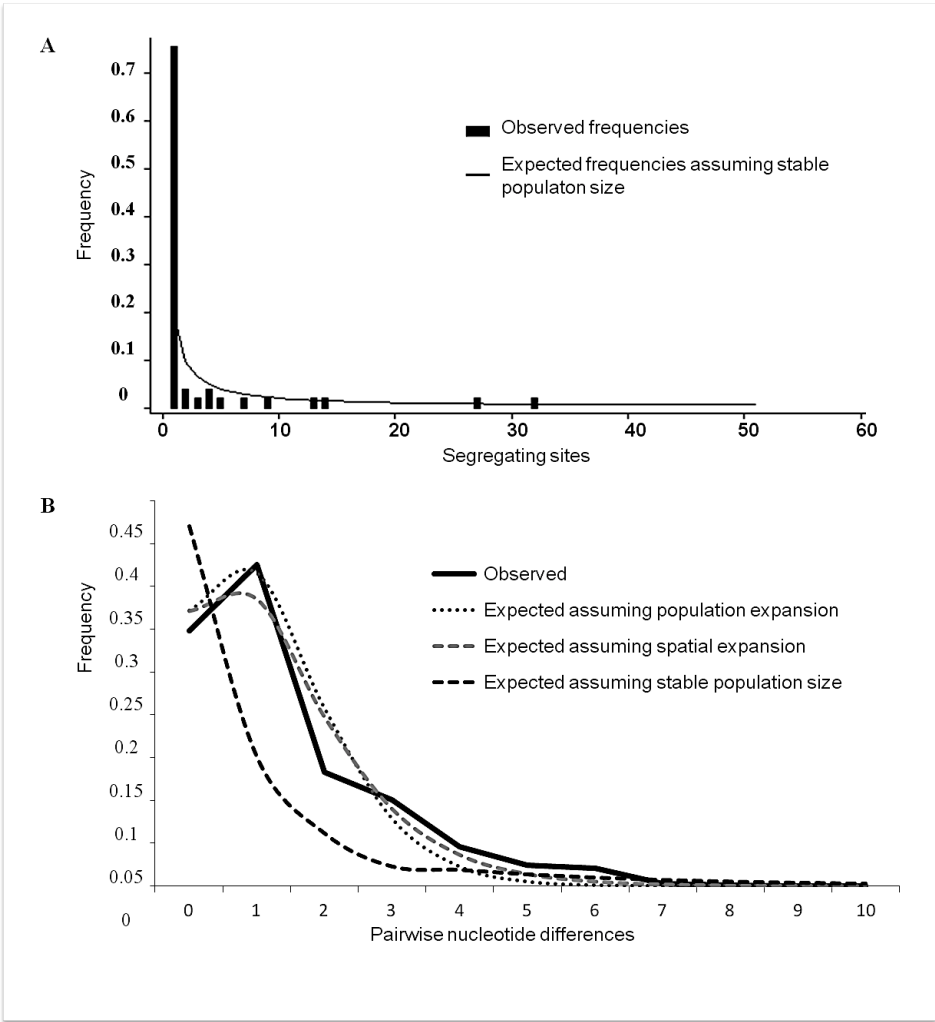 A
0.7
0.6
0.5
0.4
0.3
0.2
0.1
0
Frequency
Observed frequencies
Expected frequencies assuming stable
populaton size
0 10 20 30 40 50 60
Segregating sites
B
0.45
0.4
0.35
0.3
0.25
0.2
0.15
0.1
0.05
0
Frequency
Observed
Expected assuming population expansion
Expected assuming spatial expansion
Expected assuming stable population size
0 1 2 3 4 5 6 7 8 9 10
Pairwise nucleotide differences